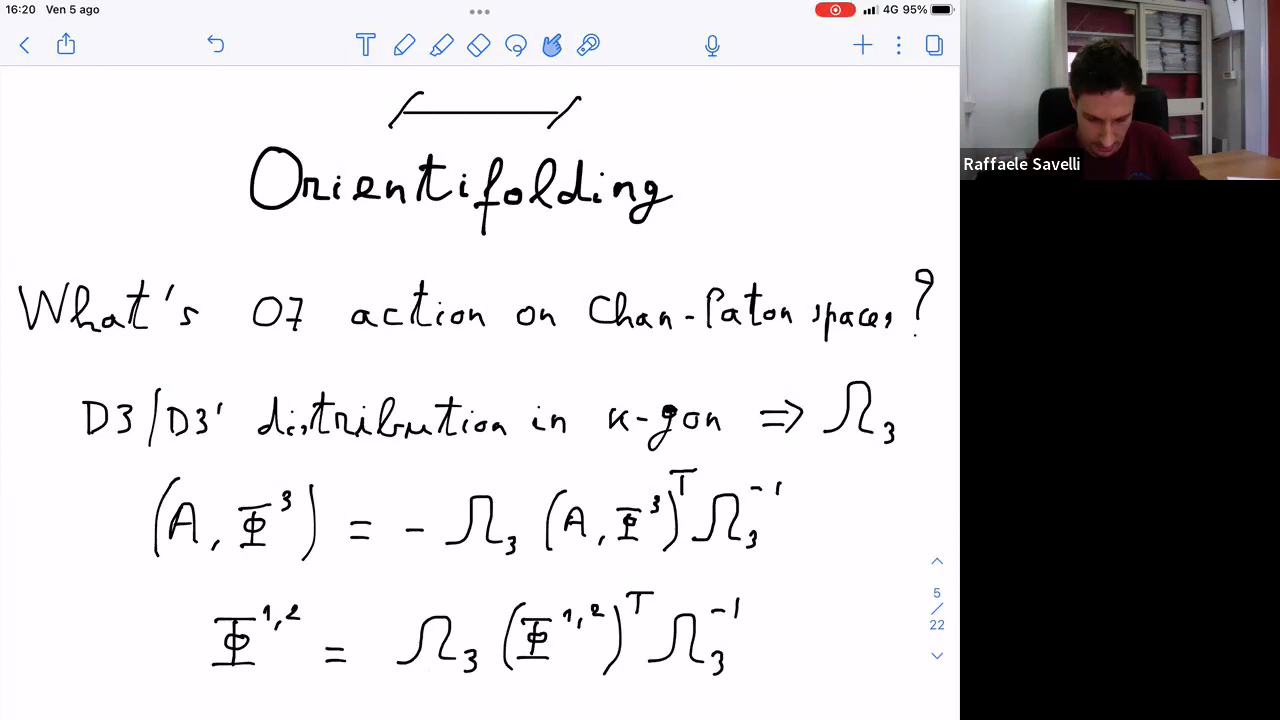 16:20 Ven 5 ago
4G 95%
Orientifolding
What's O7 action on Chan-Paton spaces?
D3/D3' distribution in k-gon ⇒ Ω₃
(A, Φ³) = - Ω₃ (A, Φ³)ᵀ Ω₃⁻¹
Φ¹,² = Ω₃ (Φ¹,²)ᵀ Ω₃⁻¹
5
/
22
Raffaele Savelli